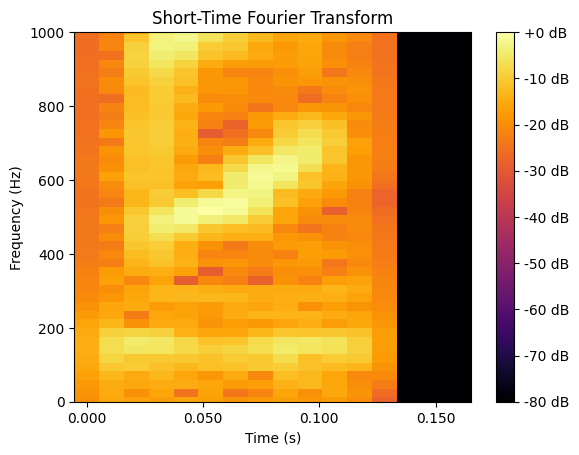 Short-Time Fourier Transform
1000
800
600
400
200
0
Frequency (Hz)
0.000
0.050
0.100
0.150
Time (s)
+0 dB
-10 dB
-20 dB
-30 dB
-40 dB
-50 dB
-60 dB
-70 dB
-80 dB